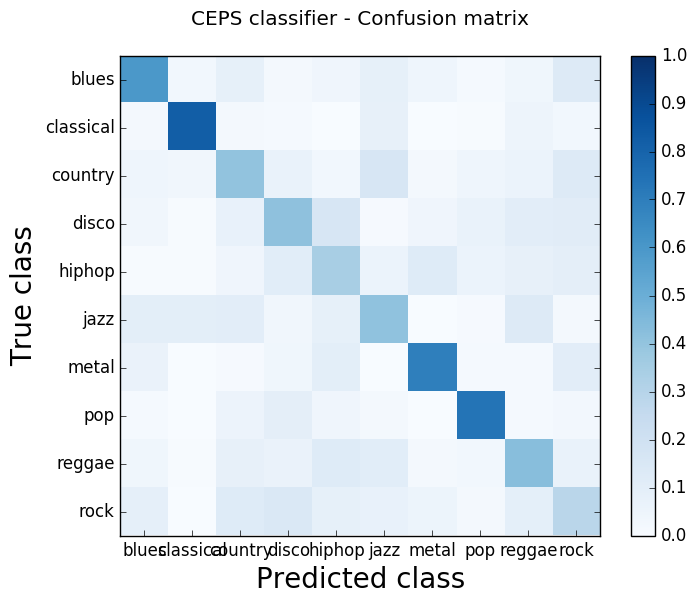 CEPS classifier - Confusion matrix
True class
blues
classical
country
disco
hiphop
jazz
metal
pop
reggae
rock
blues classical country disco hiphop jazz metal pop reggae rock
Predicted class
1.0
0.9
0.8
0.7
0.6
0.5
0.4
0.3
0.2
0.1
0.0